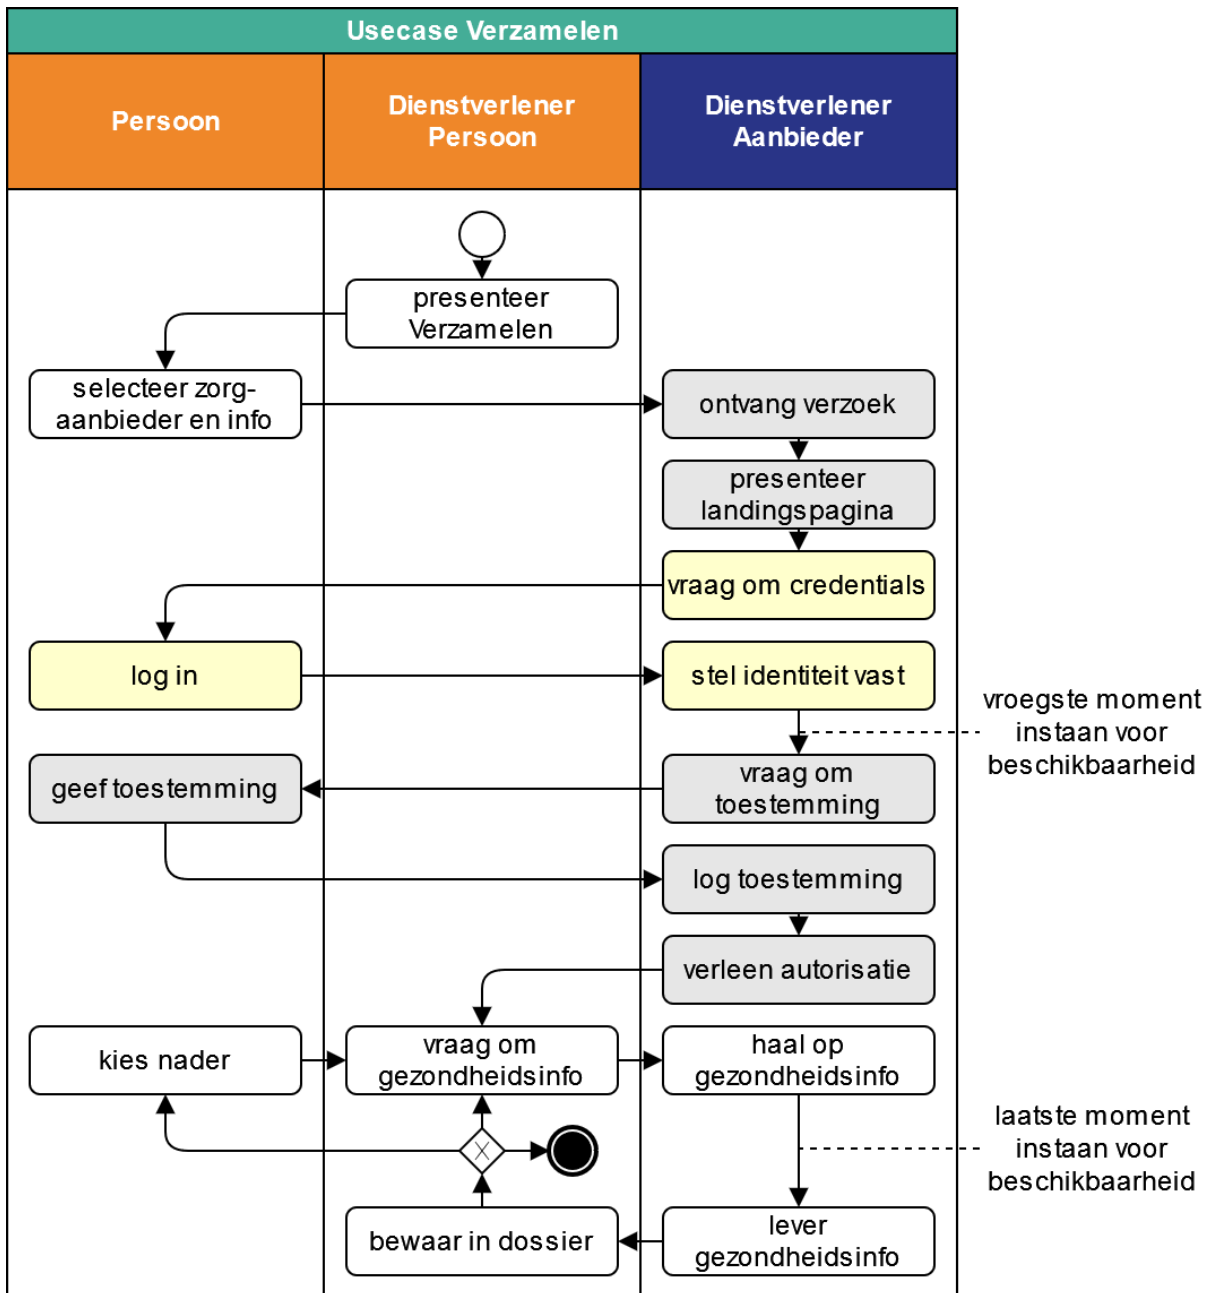 Usecase Verzamelen
Persoon
Dienstverlener
Persoon
Dienstverlener
Aanbieder
presenteer
Verzamelen
selecteer zorg-
aanbieder en info
ontvang verzoek
presenteer
landingspagina
vraag om credentials
log in
stel identiteit vast
vroegste moment
instaan voor
beschikbaarheid
geef toestemming
vraag om
toestemming
log toestemming
verleen autorisatie
kies nader
vraag om
gezondheidsinfo
haal op
gezondheidsinfo
laatste moment
instaan voor
beschikbaarheid
X
bewaar in dossier
lever
gezondheidsinfo